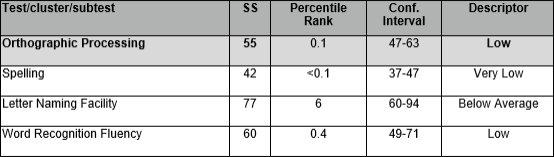 Test/cluster/subtest SS Percentile Rank Conf. Interval Descriptor
Orthographic Processing 55 0.1 47-63 Low
Spelling 42 <0.1 37-47 Very Low
Letter Naming Facility 77 6 60-94 Below Average
Word Recognition Fluency 60 0.4 49-71 Low